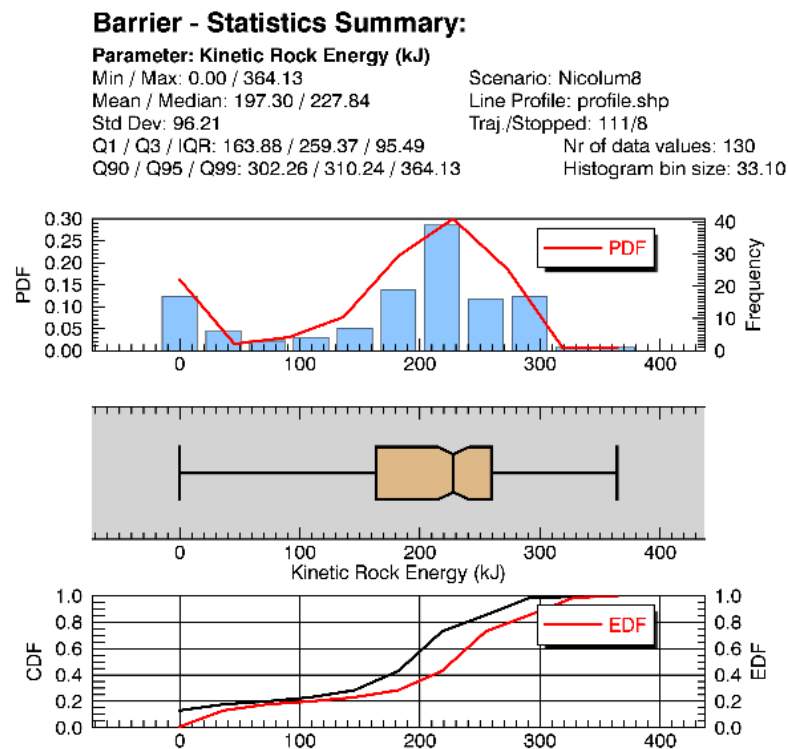 Barrier - Statistics Summary:
Parameter: Kinetic Rock Energy (kJ)
Min / Max: 0.00 / 364.13 Scenario: Nicolum8
Mean / Median: 197.30 / 227.84 Line Profile: profile.shp
Std Dev: 96.21 Traj./Stopped: 111/8
Q1 / Q3 / IQR: 163.88 / 259.37 / 95.49 Nr of data values: 130
Q90 / Q95 / Q99: 302.26 / 310.24 / 364.13 Histogram bin size: 33.10
PDF
0.30
0.25
0.20
0.15
0.10
0.05
0.00
PDF
40
30
20
10
0
Frequency
0 100 200 300 400
0 100 200 300 400
Kinetic Rock Energy (kJ)
CDF
1.0
0.8
0.6
0.4
0.2
0.0
EDF
1.0
0.8
0.6
0.4
0.2
0.0
EDF
0 100 200 300 400